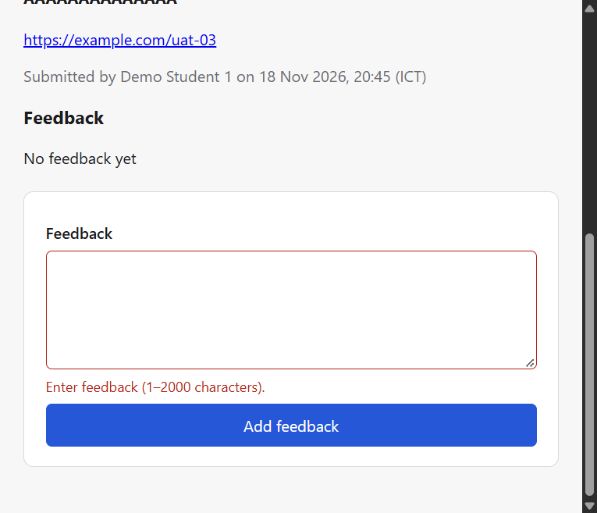 https://example.com/uat-03
Submitted by Demo Student 1 on 18 Nov 2026, 20:45 (ICT)
Feedback
No feedback yet
Feedback
Enter feedback (1–2000 characters).
Add feedback